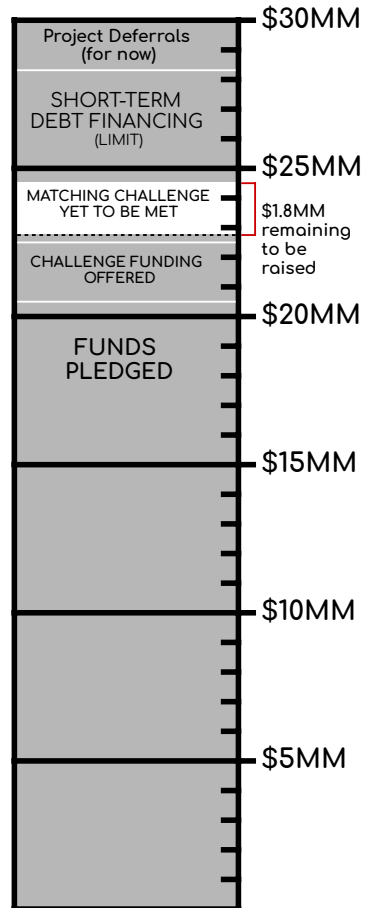 $30MM
Project Deferrals
(for now)
SHORT-TERM
DEBT FINANCING
(LIMIT)
$25MM
MATCHING CHALLENGE
YET TO BE MET
$1.8MM
remaining
to be
raised
CHALLENGE FUNDING
OFFERED
$20MM
FUNDS
PLEDGED
$15MM
$10MM
$5MM